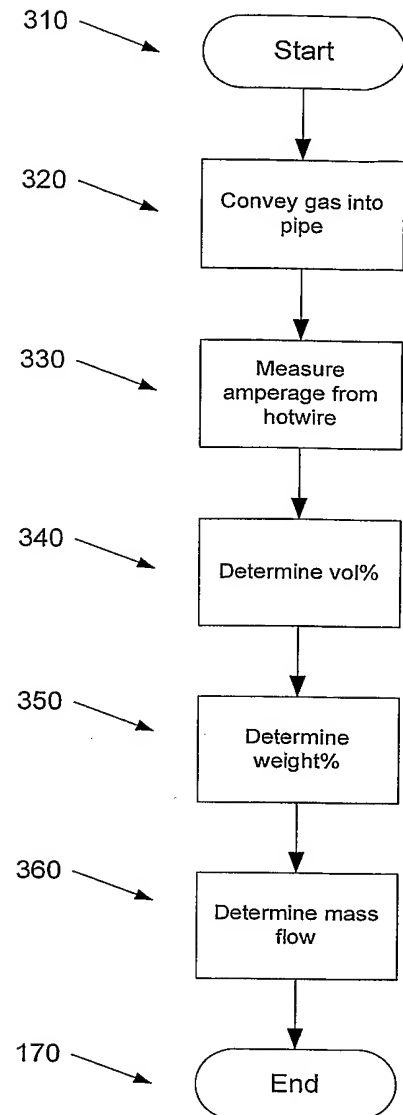 310
Start
320
Convey gas into
pipe
330
Measure
amperage from
hotwire
340
Determine vol%
350
Determine
weight%
360
Determine mass
flow
170
End